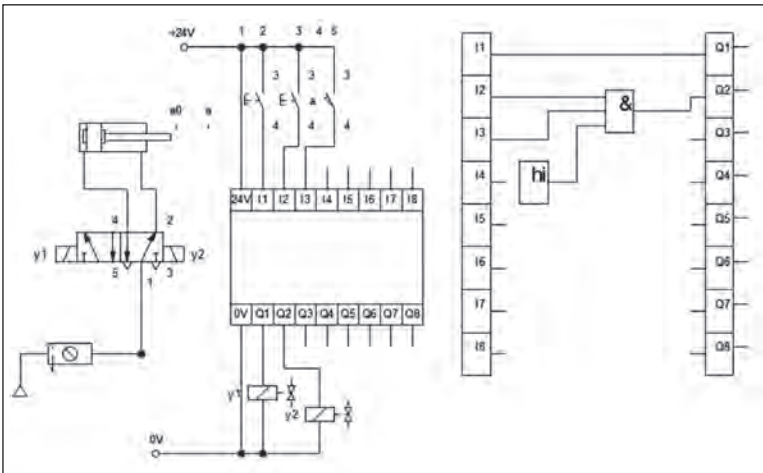 +24V
1 2 3 4 5
3 3 3
a0 a
a
4 4 4
4 2
y1 y2
5 1 3
24V I1 I2 I3 I4 I5 I6 I7 I8
0V Q1 Q2 Q3 Q4 Q5 Q6 Q7 Q8
y1
y2
0V
I1 Q1
I2 Q2
&
I3 Q3
I4 hi Q4
I5 Q5
I6 Q6
I7 Q7
I8 Q8